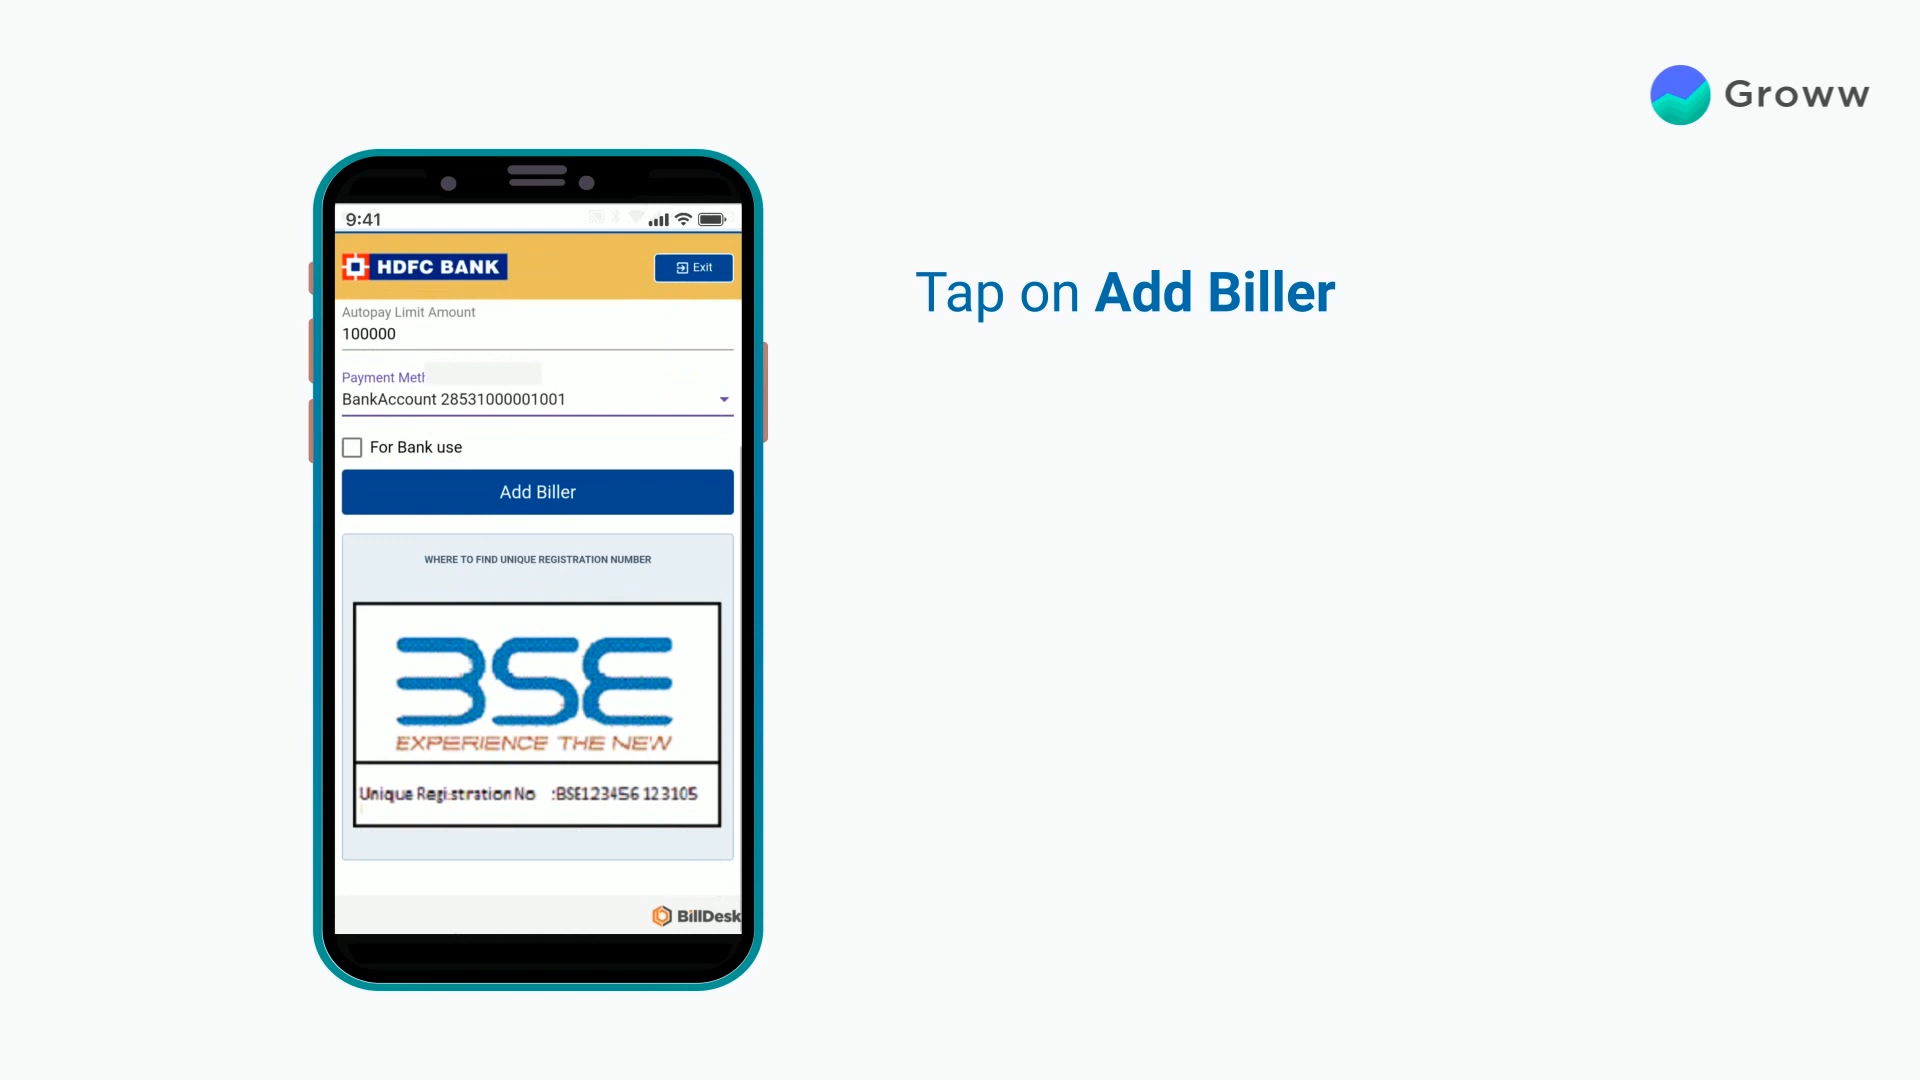 Groww
9:41
HDFC BANK
Exit
Autopay Limit Amount
100000
Tap on Add Biller
Payment Meth
BankAccount 28531000001001
For Bank use
Add Biller
WHERE TO FIND UNIQUE REGISTRATION NUMBER
BSE
EXPERIENCE THE NEW
Unique Registration No :BSE123456 123105
BillDesk